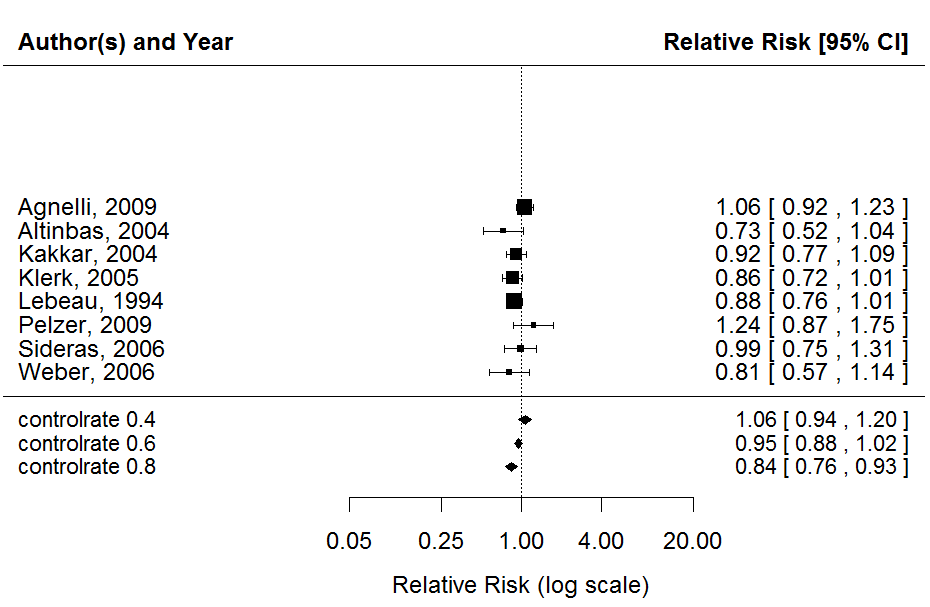 Author(s) and Year Relative Risk [95% CI]
Agnelli, 2009 1.06 [ 0.92 , 1.23 ]
Altinbas, 2004 0.73 [ 0.52 , 1.04 ]
Kakkar, 2004 0.92 [ 0.77 , 1.09 ]
Klerk, 2005 0.86 [ 0.72 , 1.01 ]
Lebeau, 1994 0.88 [ 0.76 , 1.01 ]
Pelzer, 2009 1.24 [ 0.87 , 1.75 ]
Sideras, 2006 0.99 [ 0.75 , 1.31 ]
Weber, 2006 0.81 [ 0.57 , 1.14 ]
controlrate 0.4 1.06 [ 0.94 , 1.20 ]
controlrate 0.6 0.95 [ 0.88 , 1.02 ]
controlrate 0.8 0.84 [ 0.76 , 0.93 ]
0.05 0.25 1.00 4.00 20.00
Relative Risk (log scale)